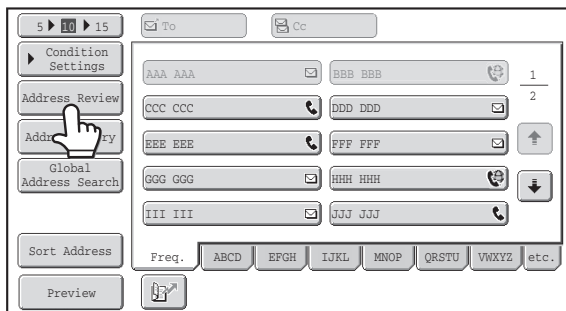 5 10 15
To
Cc
Condition
Settings
Address Review
Global
Address Search
Sort Address
Preview
AAA AAA
BBB BBB
CCC CCC
DDD DDD
EEE EEE
FFF FFF
GGG GGG
HHH HHH
III III
JJJ JJJ
1
2
Freq.
ABCD
EFGH
IJKL
MNOP
QRSTU
VWXYZ
etc.